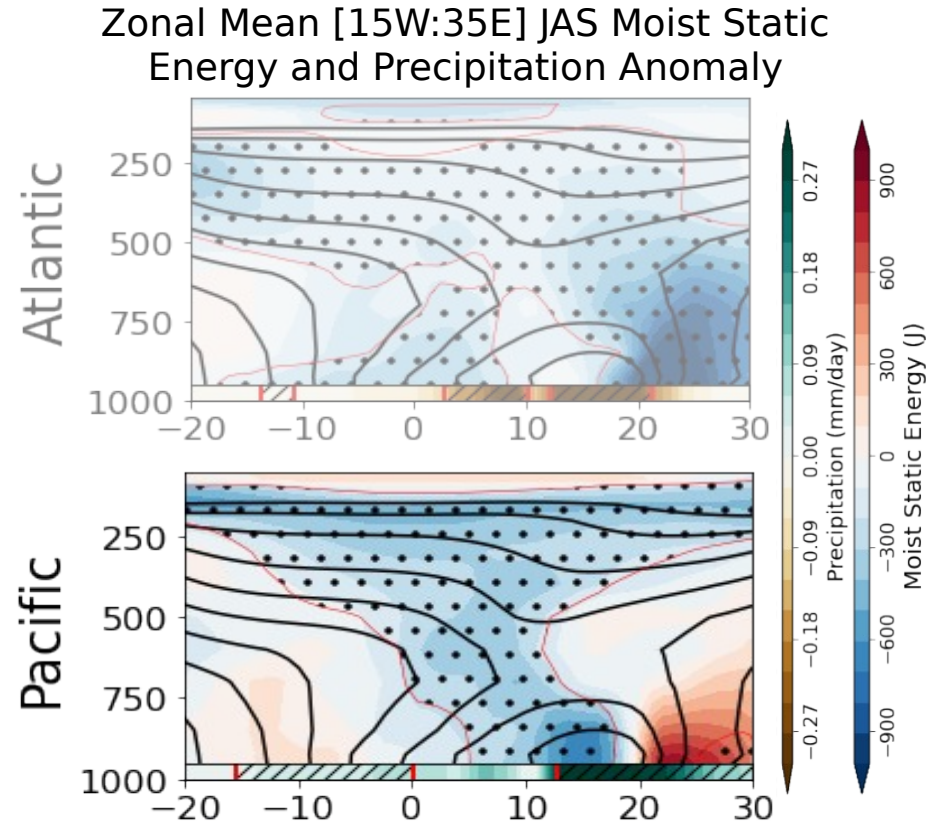 Zonal Mean [15W:35E] JAS Moist Static
Energy and Precipitation Anomaly
Atlantic
250
500
750
1000
−20 −10 0 10 20 30
Pacific
250
500
750
1000
−20 −10 0 10 20 30
0.27
0.18
0.09
0.00
−0.09
−0.18
−0.27
Precipitation (mm/day)
900
600
300
0
−300
−600
−900
Moist Static Energy (J)